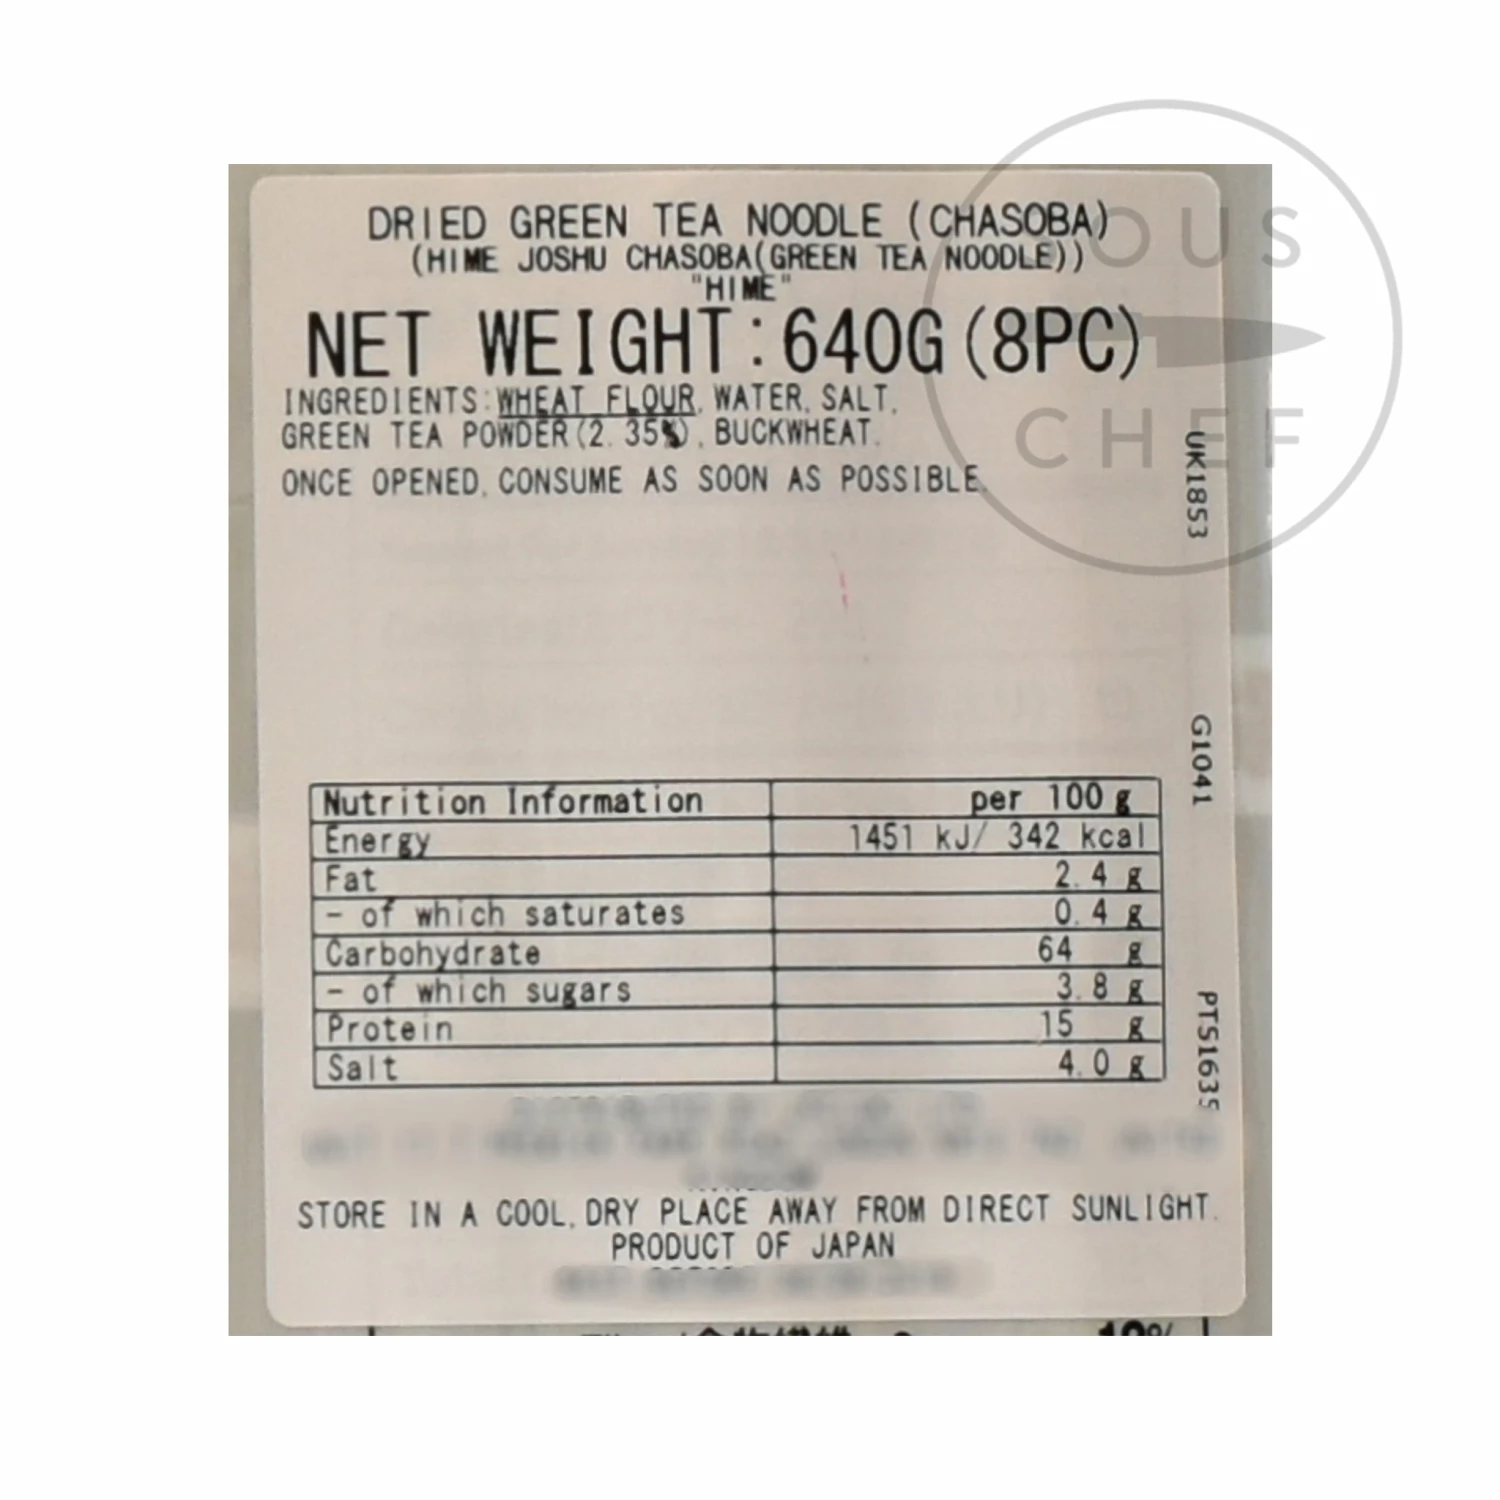 DRIED GREEN TEA NOODLE (CHASOBA)
(HIME JOSHU CHASOBA(GREEN TEA NOODLE))
"HIME"
NET WEIGHT:640G(8PC)
INGREDIENTS:WHEAT FLOUR, WATER, SALT,
GREEN TEA POWDER(2.35%), BUCKWHEAT.
ONCE OPENED, CONSUME AS SOON AS POSSIBLE.
SOUS
CHEF
UK1853
G1041
PTS1635
Nutrition Information per 100 g
Energy 1451 kJ/ 342 kcal
Fat 2.4 g
- of which saturates 0.4 g
Carbohydrate 64 g
- of which sugars 3.8 g
Protein 15 g
Salt 4.0 g
STORE IN A COOL, DRY PLACE AWAY FROM DIRECT SUNLIGHT.
PRODUCT OF JAPAN